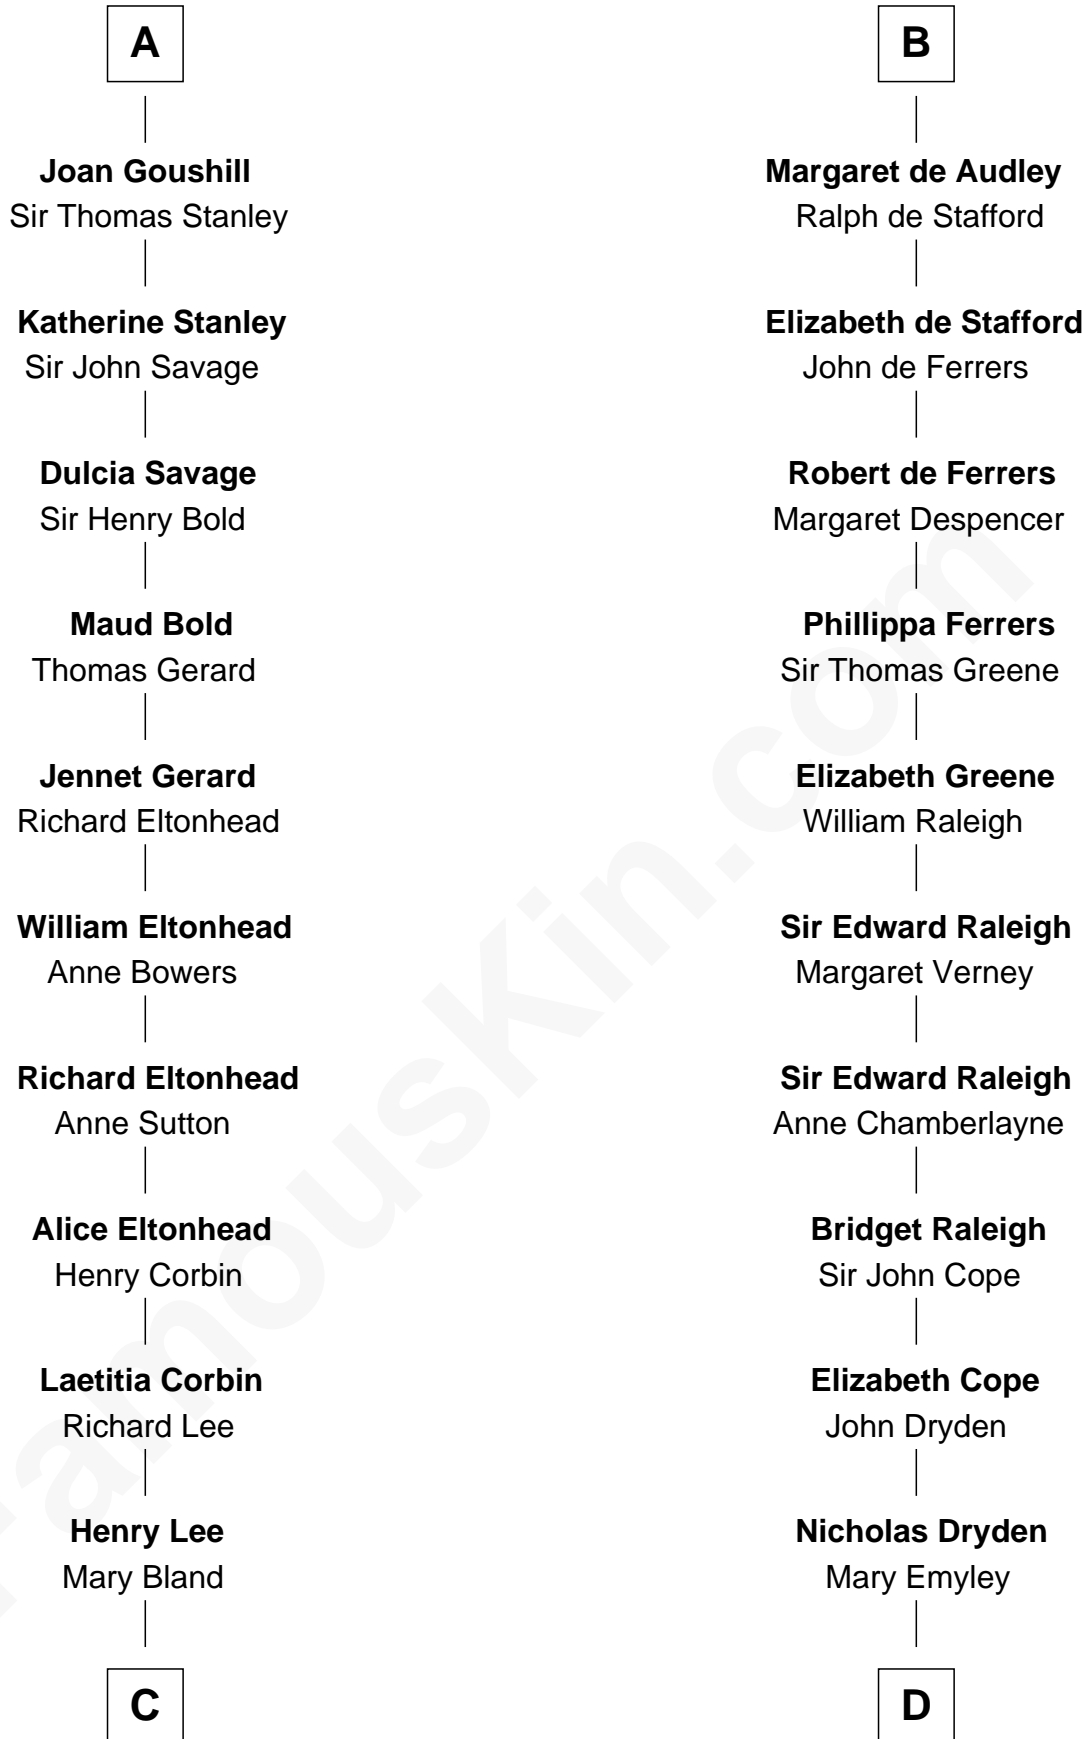 A
Joan Goushill
Sir Thomas Stanley
Katherine Stanley
Sir John Savage
Dulcia Savage
Sir Henry Bold
Maud Bold
Thomas Gerard
Jennet Gerard
Richard Eltonhead
William Eltonhead
Anne Bowers
Richard Eltonhead
Anne Sutton
Alice Eltonhead
Henry Corbin
Laetitia Corbin
Richard Lee
Henry Lee
Mary Bland
C
B
Margaret de Audley
Ralph de Stafford
Elizabeth de Stafford
John de Ferrers
Robert de Ferrers
Margaret Despencer
Phillippa Ferrers
Sir Thomas Greene
Elizabeth Greene
William Raleigh
Sir Edward Raleigh
Margaret Verney
Sir Edward Raleigh
Anne Chamberlayne
Bridget Raleigh
Sir John Cope
Elizabeth Cope
John Dryden
Nicholas Dryden
Mary Emyley
D
FamousKin.com